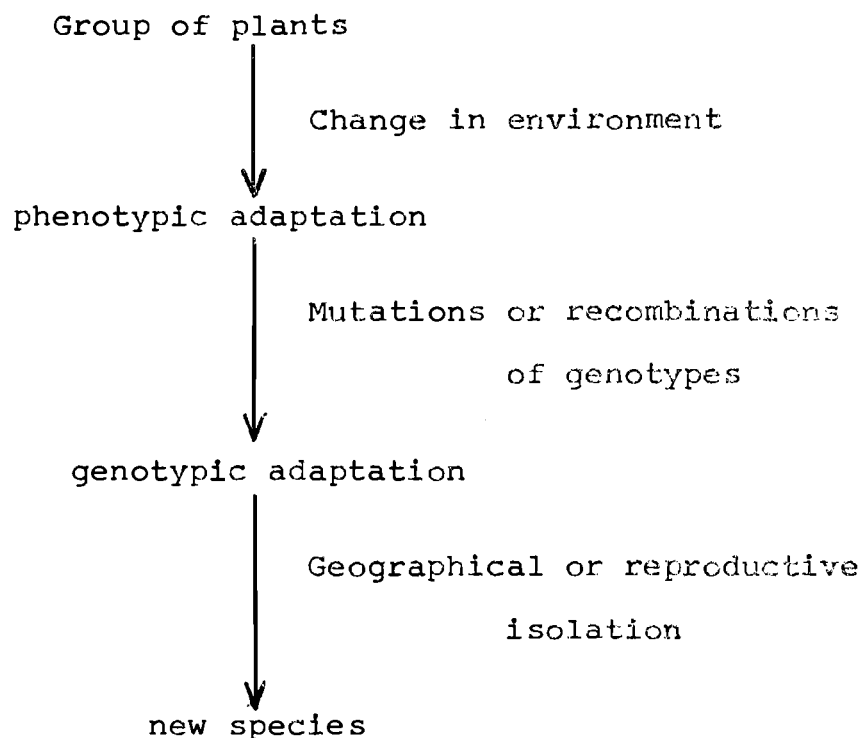 Group of plants
Change in environment
phenotypic adaptation
Mutations or recombinations
of genotypes
genotypic adaptation
Geographical or reproductive
isolation
new species